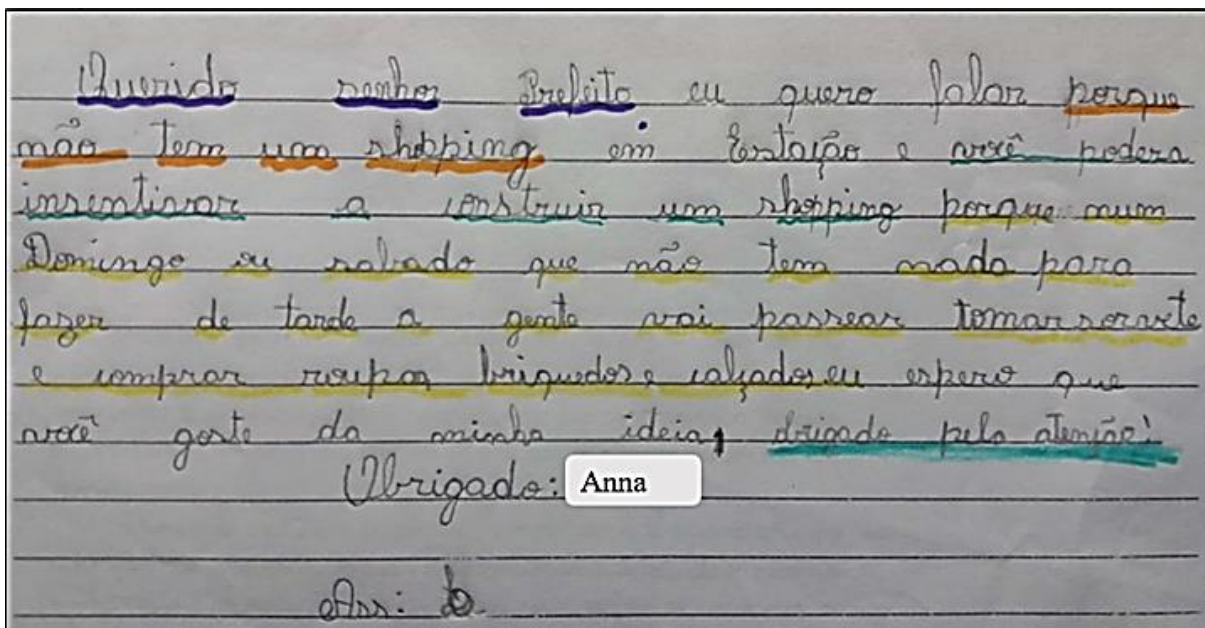 Querido senhor Prefeito eu quero falar porque
não tem um shopping em Estação e você podera
insentivar a construir um shopping porque num
Domingo ou sabado que não tem nada para
fazer de tarde a gente vai passear tomar sorvete
e comprar roupas briquedos e calçados eu espero que
você goste da minha ideia, obrigado pela atenção!
Obrigado: Anna
Ass: